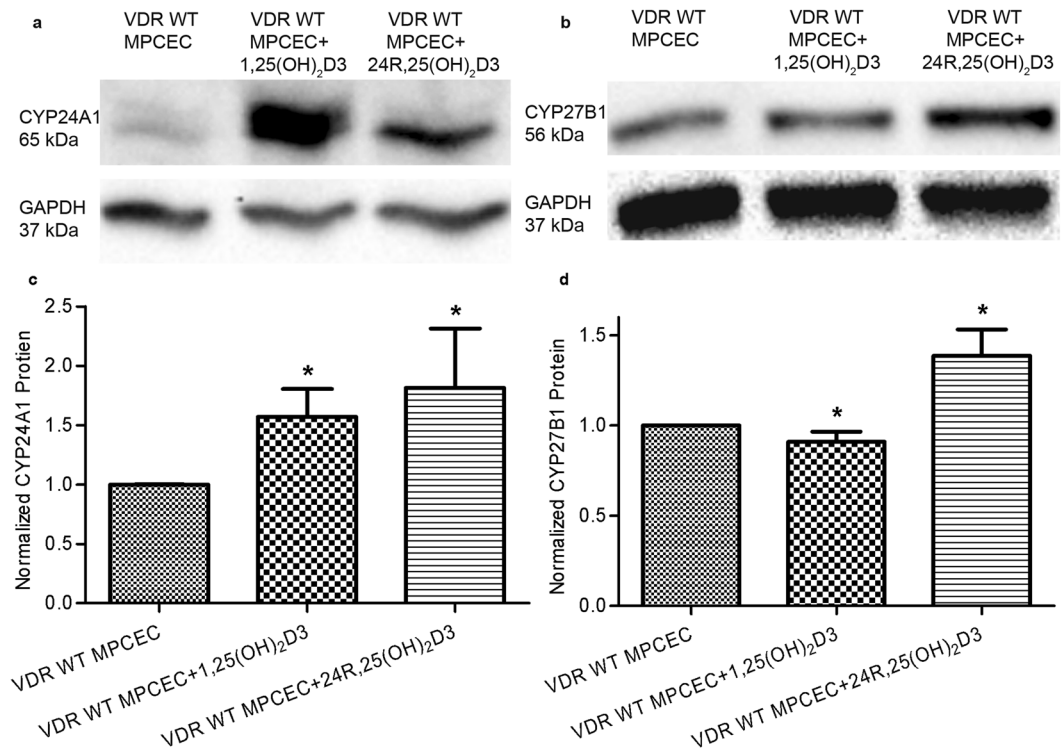 a
VDR WT
MPCEC
VDR WT
MPCEC+
1,25(OH)₂D3
VDR WT
MPCEC+
24R,25(OH)₂D3
CYP24A1
65 kDa
GAPDH
37 kDa
b
VDR WT
MPCEC
VDR WT
MPCEC+
1,25(OH)₂D3
VDR WT
MPCEC+
24R,25(OH)₂D3
CYP27B1
56 kDa
GAPDH
37 kDa
c
Normalized CYP24A1 Protien
2.5
2.0
1.5
1.0
0.5
0.0
*
*
VDR WT MPCEC
VDR WT MPCEC+1,25(OH)₂D3
VDR WT MPCEC+24R,25(OH)₂D3
d
Normalized CYP27B1 Protein
1.5
1.0
0.5
0.0
*
*
VDR WT MPCEC
VDR WT MPCEC+1,25(OH)₂D3
VDR WT MPCEC+24R,25(OH)₂D3